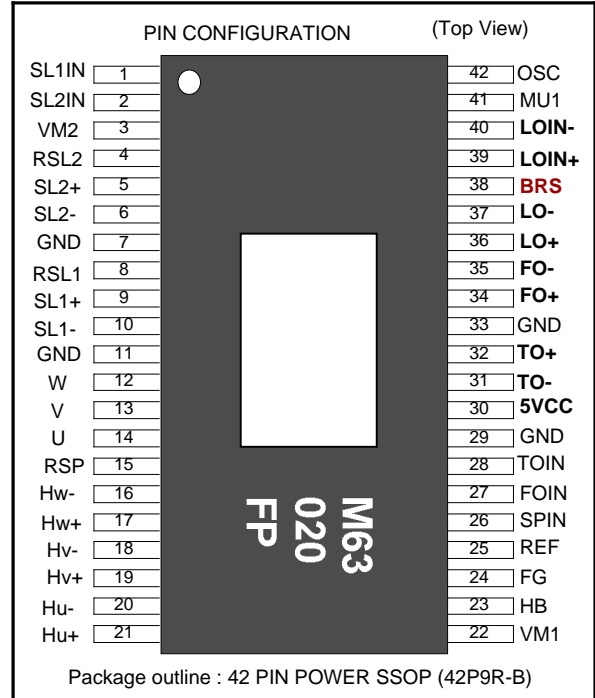 PIN CONFIGURATION (Top View)
SL1IN 1 42 OSC
SL2IN 2 41 MU1
VM2 3 40 LOIN-
RSL2 4 39 LOIN+
SL2+ 5 38 BRS
SL2- 6 37 LO-
GND 7 36 LO+
RSL1 8 35 FO-
SL1+ 9 34 FO+
SL1- 10 33 GND
GND 11 32 TO+
W 12 31 TO-
V 13 30 5VCC
U 14 29 GND
RSP 15 28 TOIN
Hw- 16 27 FOIN
Hw+ 17 26 SPIN
Hv- 18 25 REF
Hv+ 19 24 FG
Hu- 20 23 HB
Hu+ 21 22 VM1
M63
020
FP
Package outline : 42 PIN POWER SSOP (42P9R-B)